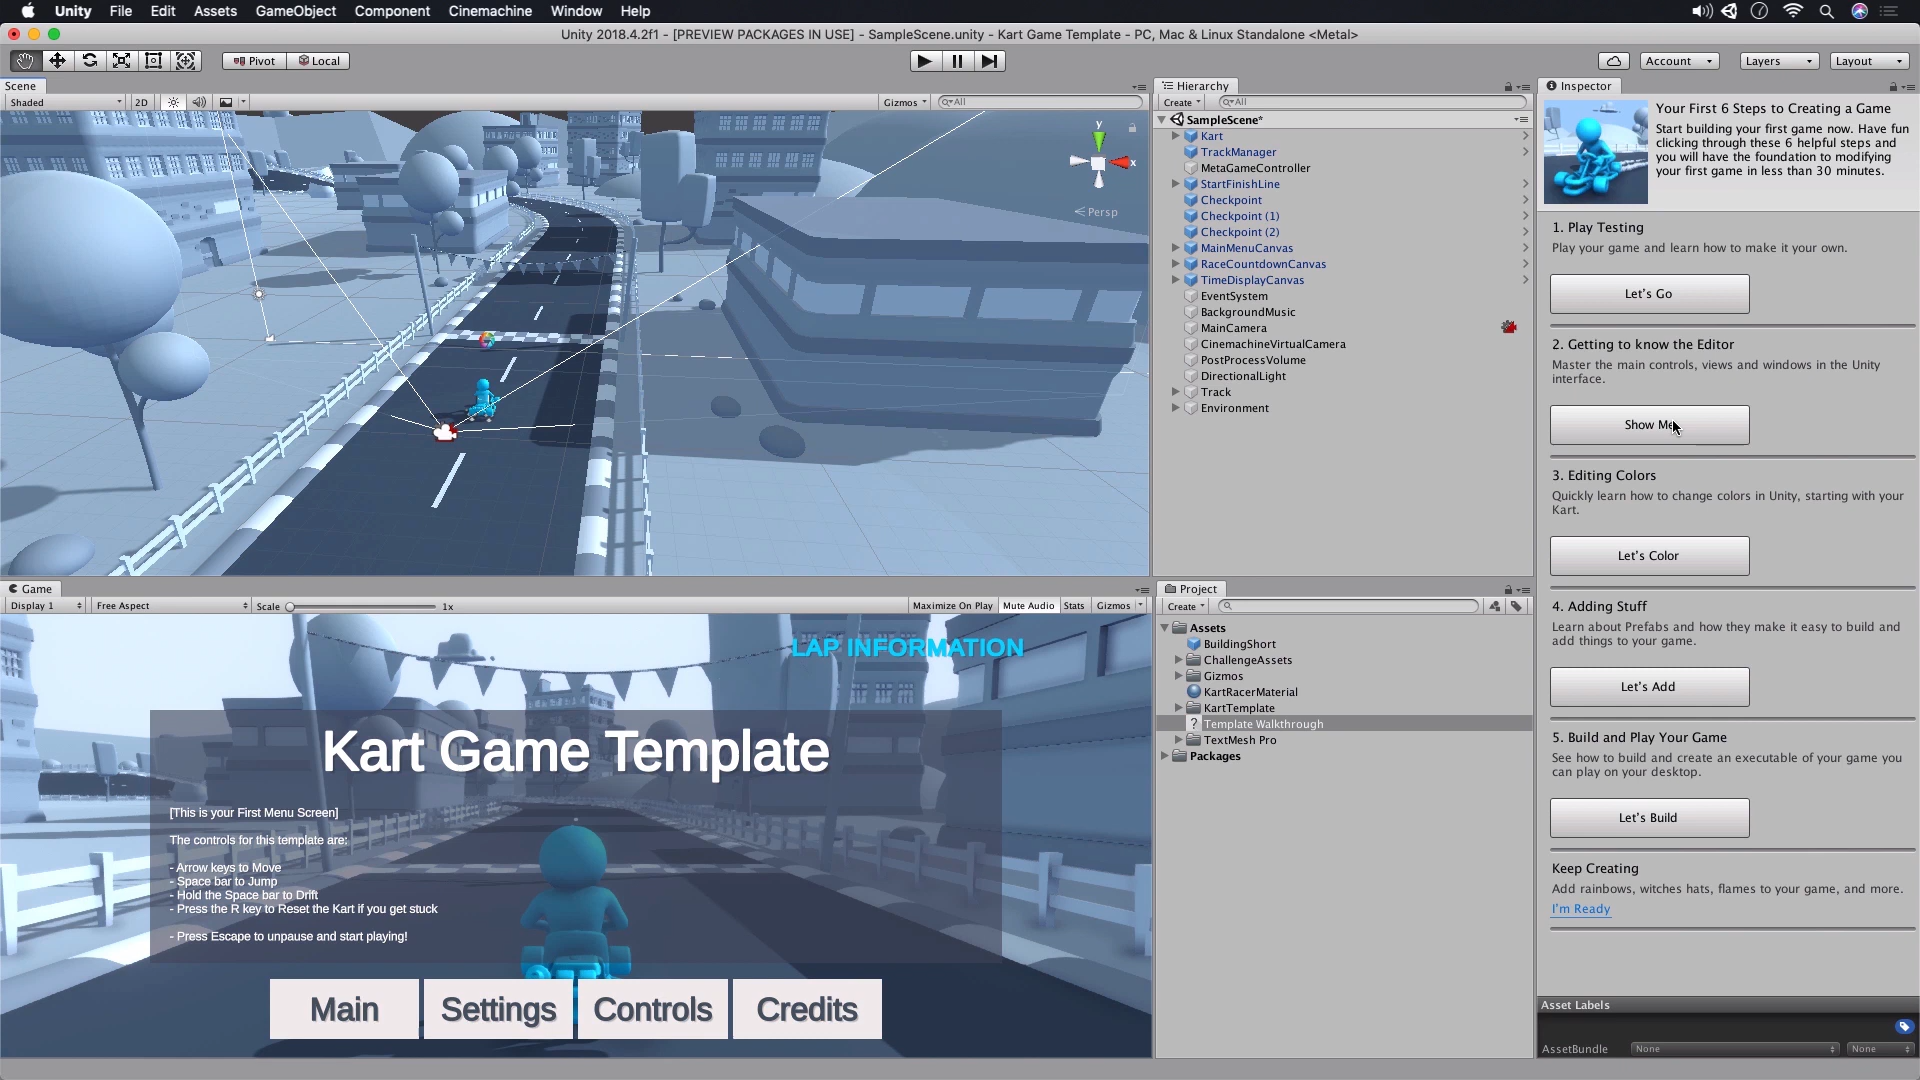 Unity File Edit Assets GameObject Component Cinemachine Window Help
Unity 2018.4.2f1 - [PREVIEW PACKAGES IN USE] - SampleScene.unity - Kart Game Template - PC, Mac & Linux Standalone <Metal>
Pivot Local
Account Layers Layout
Scene
Shaded 2D Gizmos All
y
x
Persp
Game
Display 1 Free Aspect Scale 1x Maximize On Play Mute Audio Stats Gizmos
LAP INFORMATION
Kart Game Template
[This is your First Menu Screen]
The controls for this template are:
- Arrow keys to Move
- Space bar to Jump
- Hold the Space bar to Drift
- Press the R key to Reset the Kart if you get stuck
- Press Escape to unpause and start playing!
Main Settings Controls Credits
Hierarchy
Create All
SampleScene*
Kart
TrackManager
MetaGameController
StartFinishLine
Checkpoint
Checkpoint (1)
Checkpoint (2)
MainMenuCanvas
RaceCountdownCanvas
TimeDisplayCanvas
EventSystem
BackgroundMusic
MainCamera
CinemachineVirtualCamera
PostProcessVolume
DirectionalLight
Track
Environment
Project
Create
Assets
BuildingShort
ChallengeAssets
Gizmos
KartRacerMaterial
KartTemplate
Template Walkthrough
TextMesh Pro
Packages
Inspector
Your First 6 Steps to Creating a Game
Start building your first game now. Have fun
clicking through these 6 helpful steps and
you will have the foundation to modifying
your first game in less than 30 minutes.
1. Play Testing
Play your game and learn how to make it your own.
Let's Go
2. Getting to know the Editor
Master the main controls, views and windows in the Unity
interface.
Show Me
3. Editing Colors
Quickly learn how to change colors in Unity, starting with your
Kart.
Let's Color
4. Adding Stuff
Learn about Prefabs and how they make it easy to build and
add things to your game.
Let's Add
5. Build and Play Your Game
See how to build and create an executable of your game you
can play on your desktop.
Let's Build
Keep Creating
Add rainbows, witches hats, flames to your game, and more.
I'm Ready
Asset Labels
AssetBundle None None